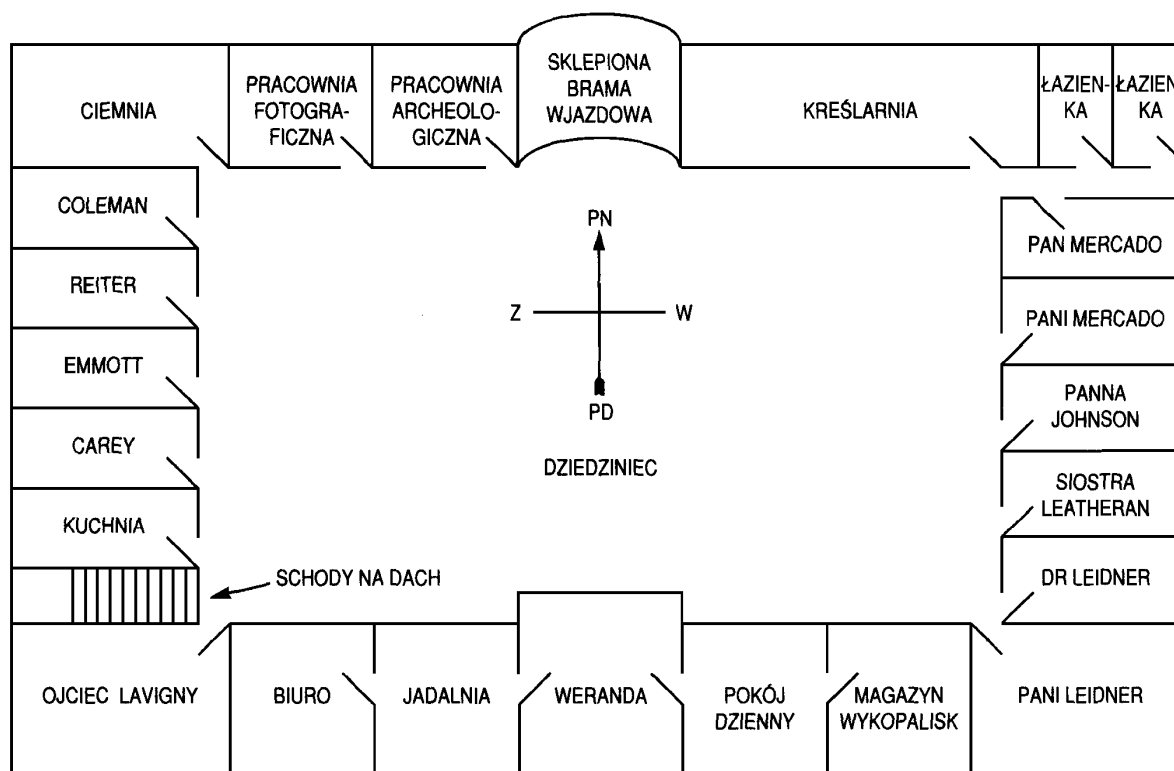 CIEMNIA
PRACOWNIA
FOTOGRA-
FICZNA
PRACOWNIA
ARCHEOLO-
GICZNA
SKLEPIONA
BRAMA
WJAZDOWA
KREŚLARNIA
ŁAZIEN-
KA
ŁAZIEN-
KA
COLEMAN
REITER
EMMOTT
CAREY
KUCHNIA
SCHODY NA DACH
PN
Z
W
PD
DZIEDZINIEC
PAN MERCADO
PANI MERCADO
PANNA
JOHNSON
SIOSTRA
LEATHERAN
DR LEIDNER
OJCIEC LAVIGNY
BIURO
JADALNIA
WERANDA
POKÓJ
DZIENNY
MAGAZYN
WYKOPALISK
PANI LEIDNER